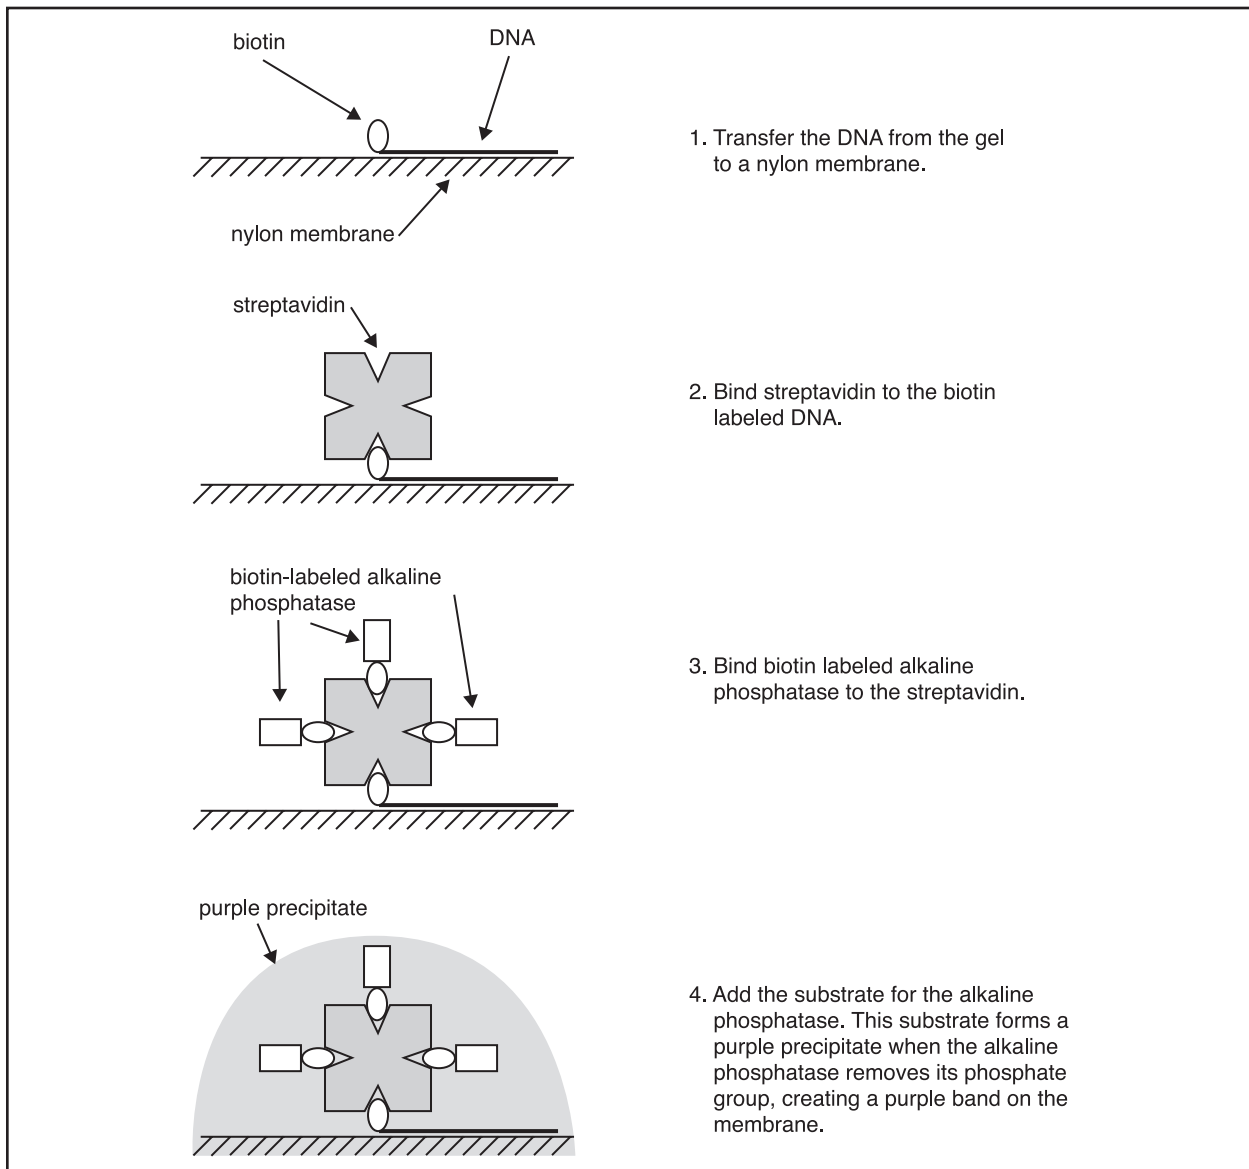 biotin
DNA
1. Transfer the DNA from the gel
to a nylon membrane.
nylon membrane
streptavidin
2. Bind streptavidin to the biotin
labeled DNA.
biotin-labeled alkaline
phosphatase
3. Bind biotin labeled alkaline
phosphatase to the streptavidin.
purple precipitate
4. Add the substrate for the alkaline
phosphatase. This substrate forms a
purple precipitate when the alkaline
phosphatase removes its phosphate
group, creating a purple band on the
membrane.